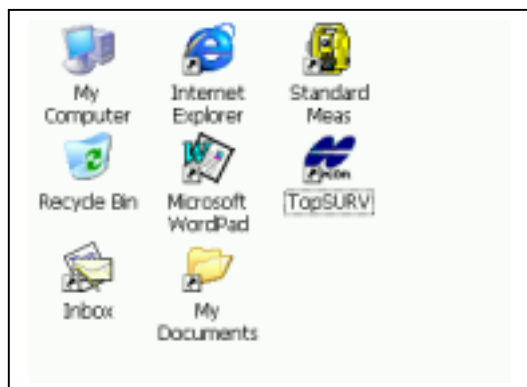 My
Computer
Internet
Explorer
Standard
Meas
Recycle Bin
Microsoft
WordPad
TopSURV
Inbox
My
Documents